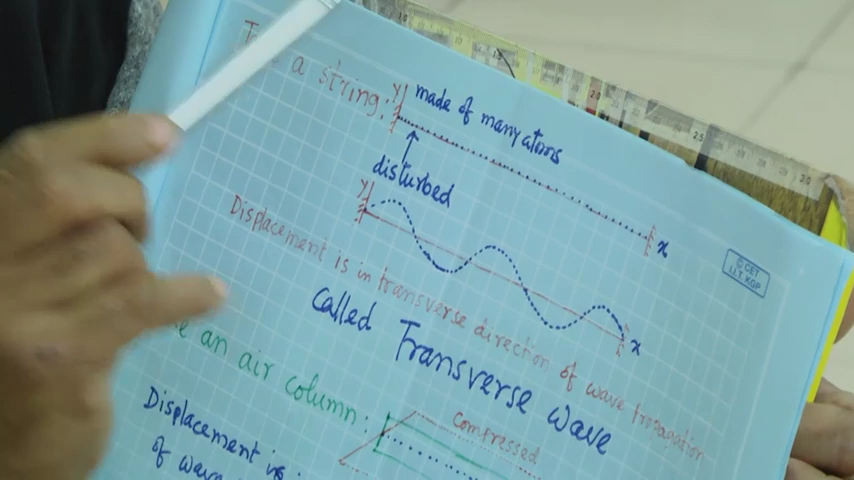 a string:
y made of many atoms
x
disturbed
y
x
Displacement is in transverse direction of wave propagation
called Transverse wave
© CET
I.I.T. KGP
an air column:
compressed
Displacement is
of wave